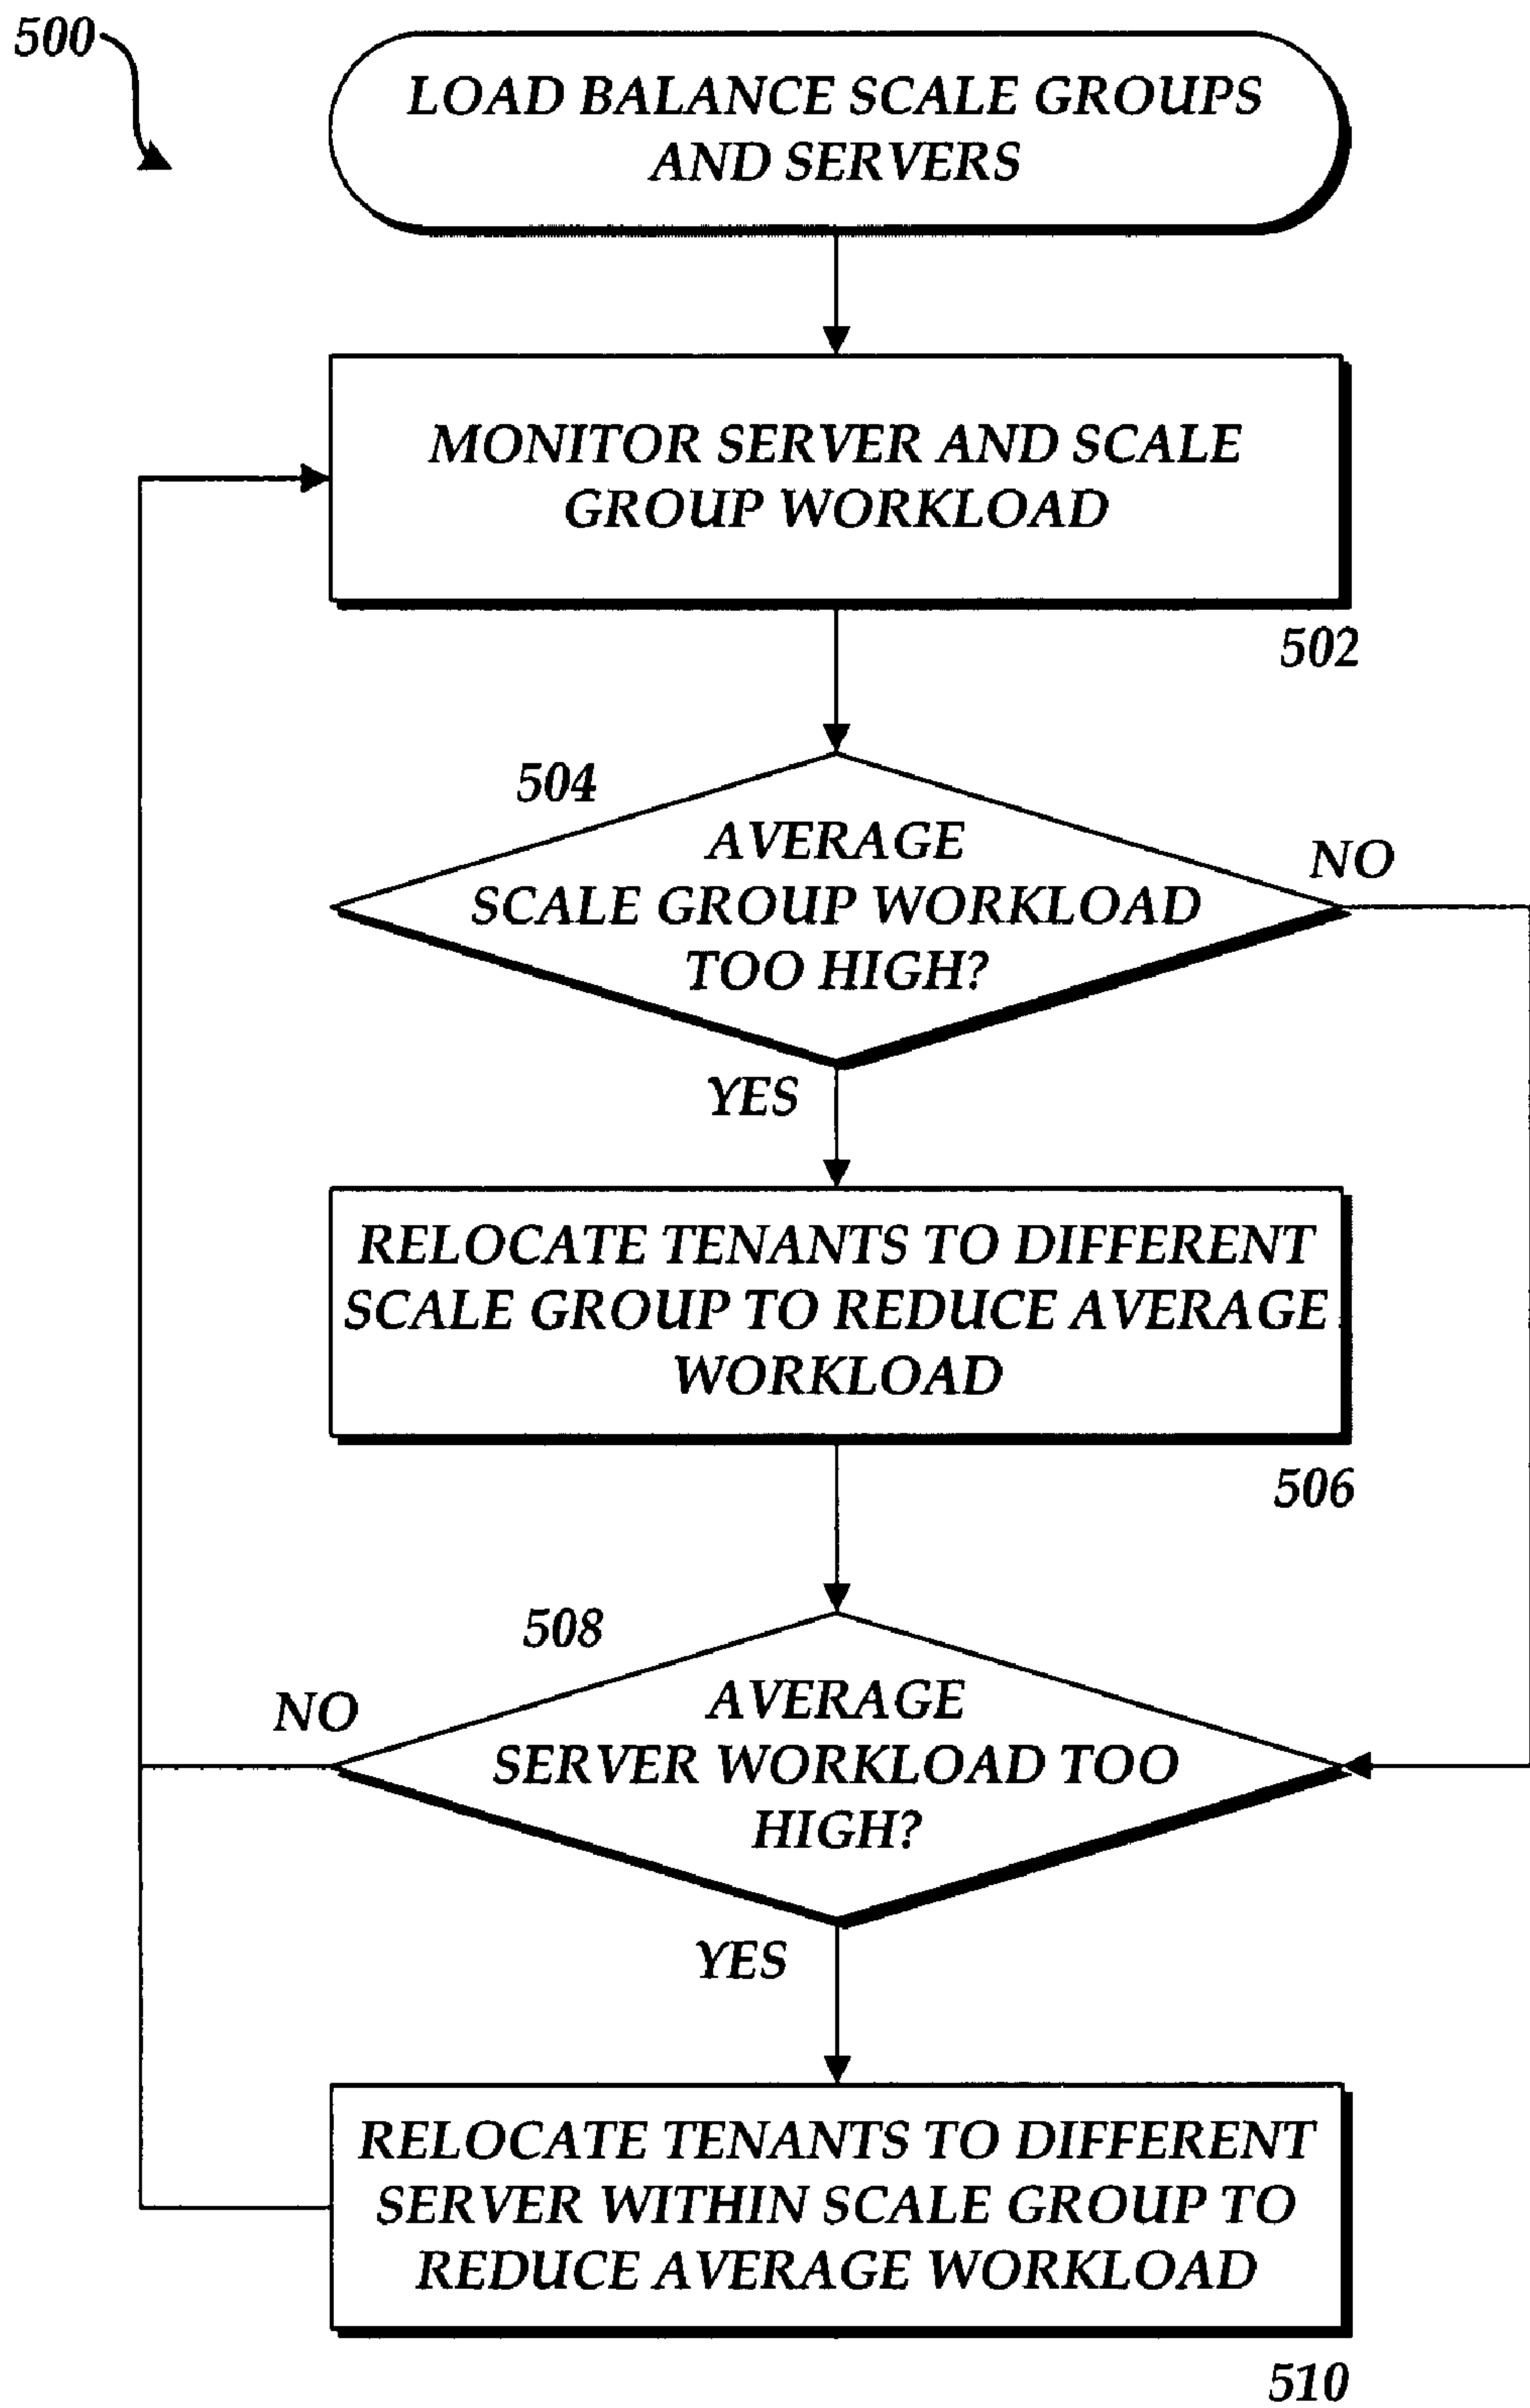 500
LOAD BALANCE SCALE GROUPS
AND SERVERS
MONITOR SERVER AND SCALE
GROUP WORKLOAD
502
504
AVERAGE
SCALE GROUP WORKLOAD
TOO HIGH?
NO
YES
RELOCATE TENANTS TO DIFFERENT
SCALE GROUP TO REDUCE AVERAGE
WORKLOAD
506
508
AVERAGE
SERVER WORKLOAD TOO
HIGH?
NO
YES
RELOCATE TENANTS TO DIFFERENT
SERVER WITHIN SCALE GROUP TO
REDUCE AVERAGE WORKLOAD
510